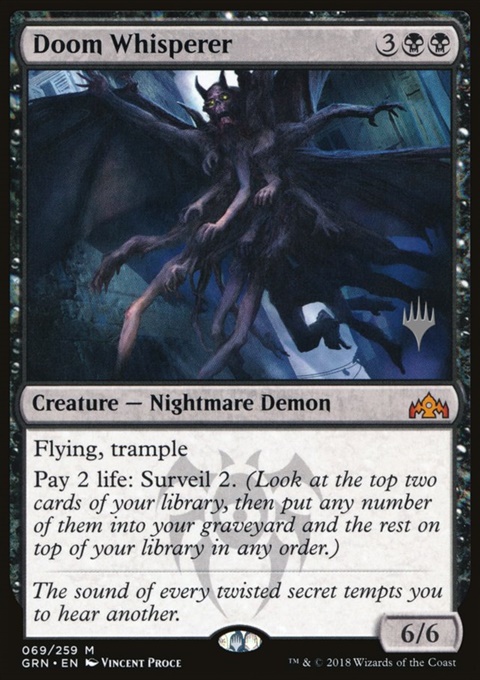 Doom Whisperer 3
Creature — Nightmare Demon
Flying, trample
Pay 2 life: Surveil 2. (Look at the top two
cards of your library, then put any number
of them into your graveyard and the rest on
top of your library in any order.)
The sound of every twisted secret tempts you
to hear another.
6/6
069/259 M
GRN • EN Vincent Proce
™ & © 2018 Wizards of the Coast